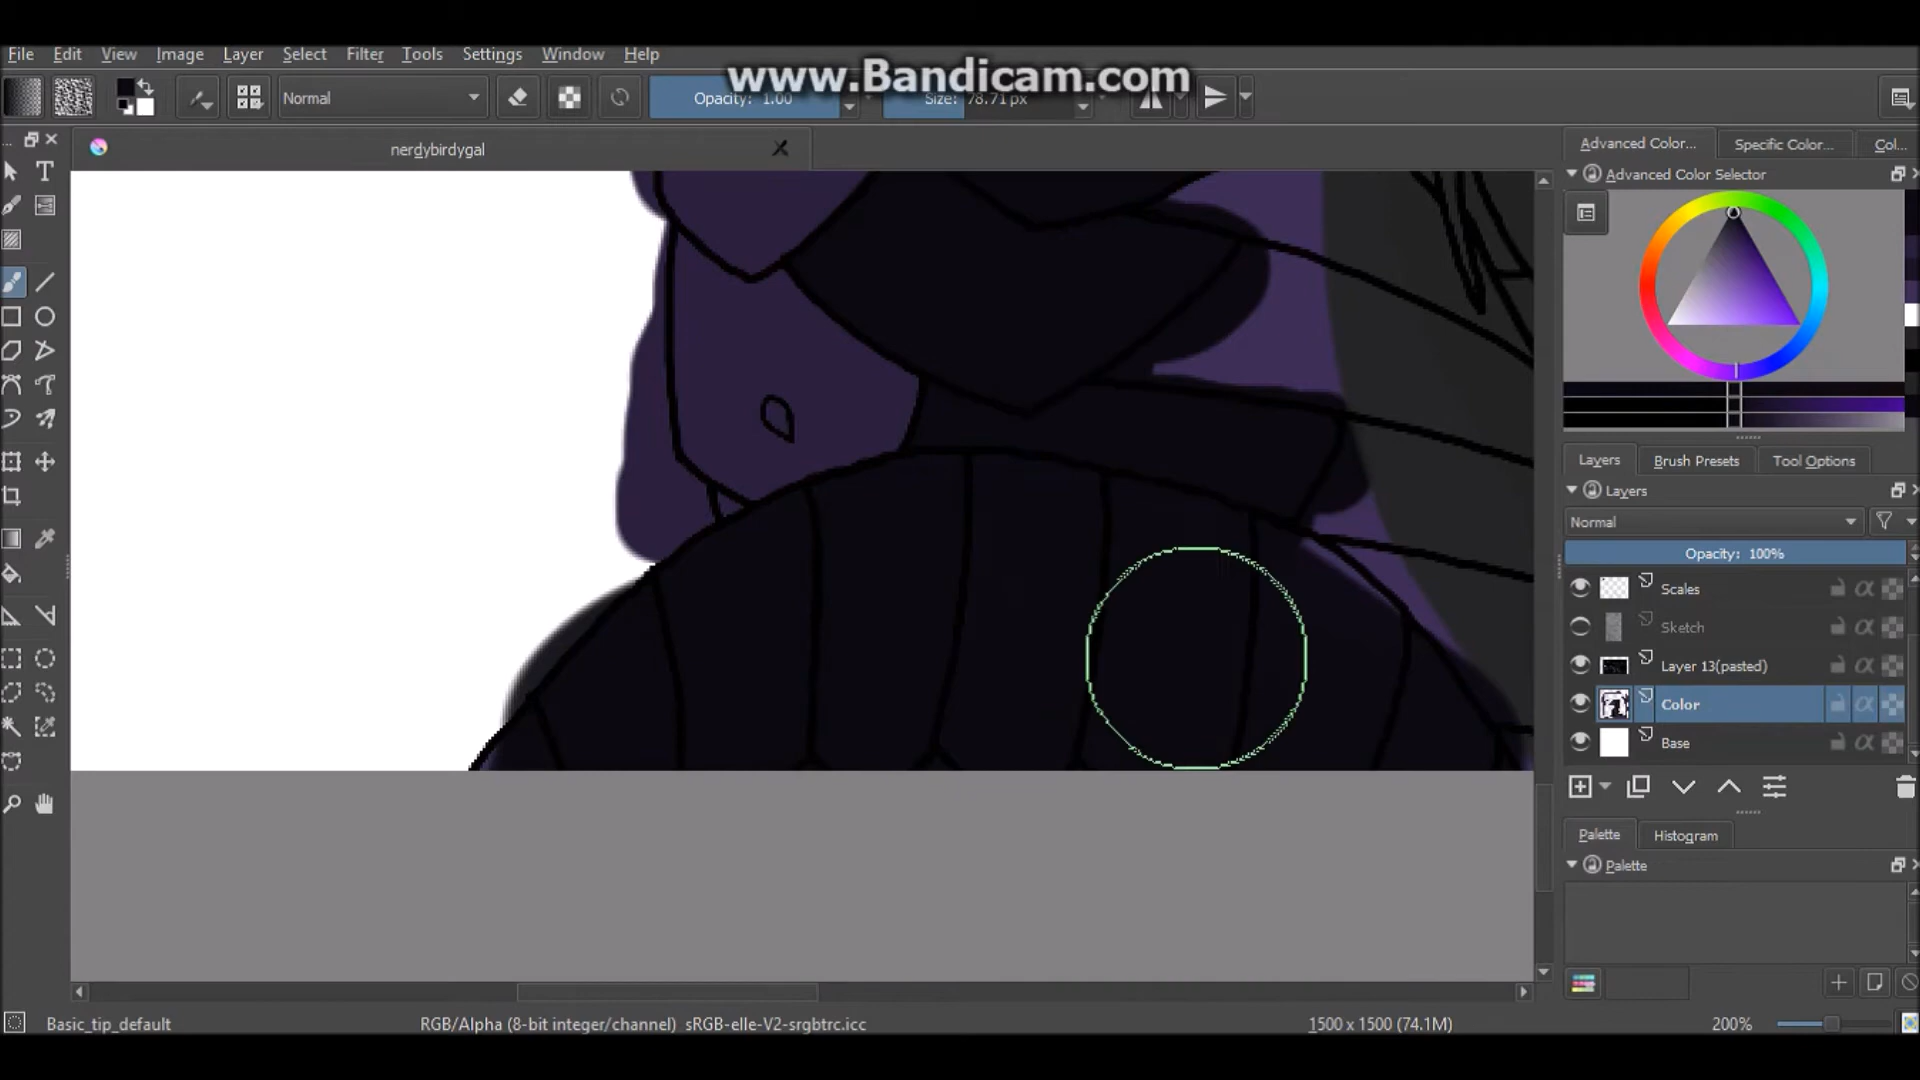 File Edit View Image Layer Select Filter Tools Settings Window Help
www.Bandicam.com
Normal
Opacity: 1.00
Size: 78.71 px
nerdybirdygal
Advanced Color... Specific Color... Col...
Advanced Color Selector
Layers Brush Presets Tool Options
Layers
Normal
Opacity: 100%
Scales
Sketch
Layer 13(pasted)
Color
Base
Palette Histogram
Palette
Basic_tip_default RGB/Alpha (8-bit integer/channel) sRGB-elle-V2-srgbtrc.icc 1500 x 1500 (74.1M) 200%